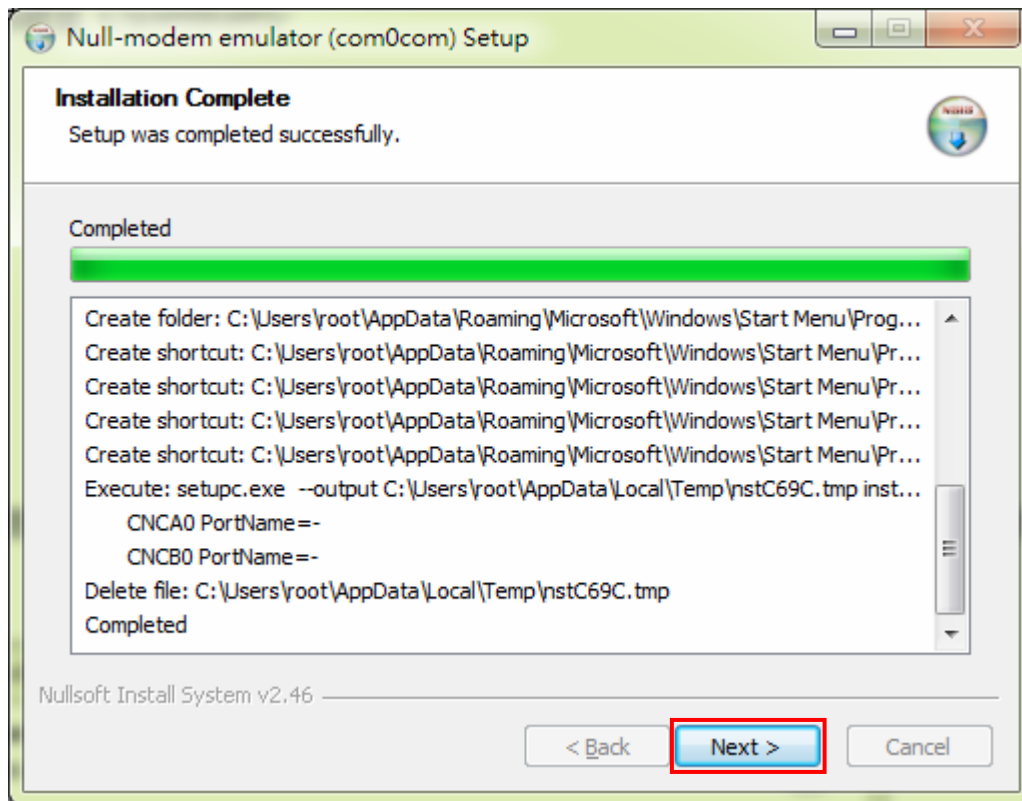 Null-modem emulator (com0com) Setup
Installation Complete
Setup was completed successfully.
NSIS
Completed
Create folder: C:\Users\root\AppData\Roaming\Microsoft\Windows\Start Menu\Prog...
Create shortcut: C:\Users\root\AppData\Roaming\Microsoft\Windows\Start Menu\Pr...
Create shortcut: C:\Users\root\AppData\Roaming\Microsoft\Windows\Start Menu\Pr...
Create shortcut: C:\Users\root\AppData\Roaming\Microsoft\Windows\Start Menu\Pr...
Create shortcut: C:\Users\root\AppData\Roaming\Microsoft\Windows\Start Menu\Pr...
Execute: setupc.exe  --output C:\Users\root\AppData\Local\Temp\nstC69C.tmp inst...
CNCA0 PortName=-
CNCB0 PortName=-
Delete file: C:\Users\root\AppData\Local\Temp\nstC69C.tmp
Completed
Nullsoft Install System v2.46
< Back
Next >
Cancel